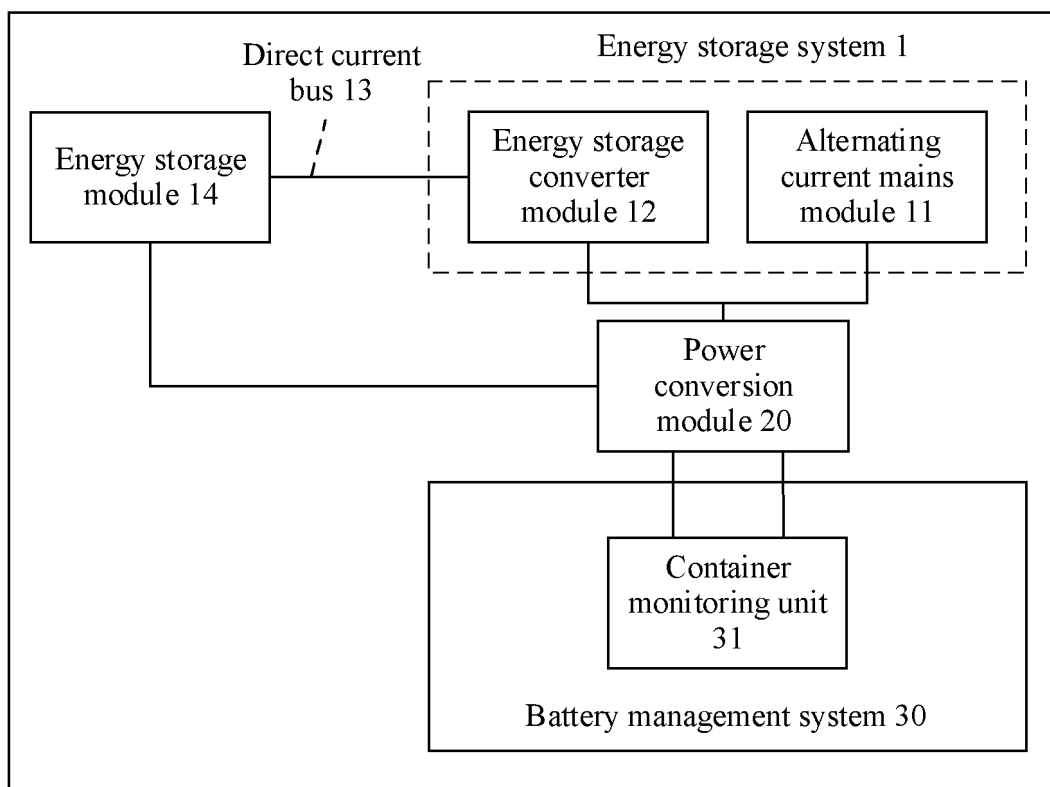 Energy storage system 1
Direct current
bus 13
Energy storage
module 14
Energy storage
converter
module 12
Alternating
current mains
module 11
Power
conversion
module 20
Container
monitoring unit
31
Battery management system 30